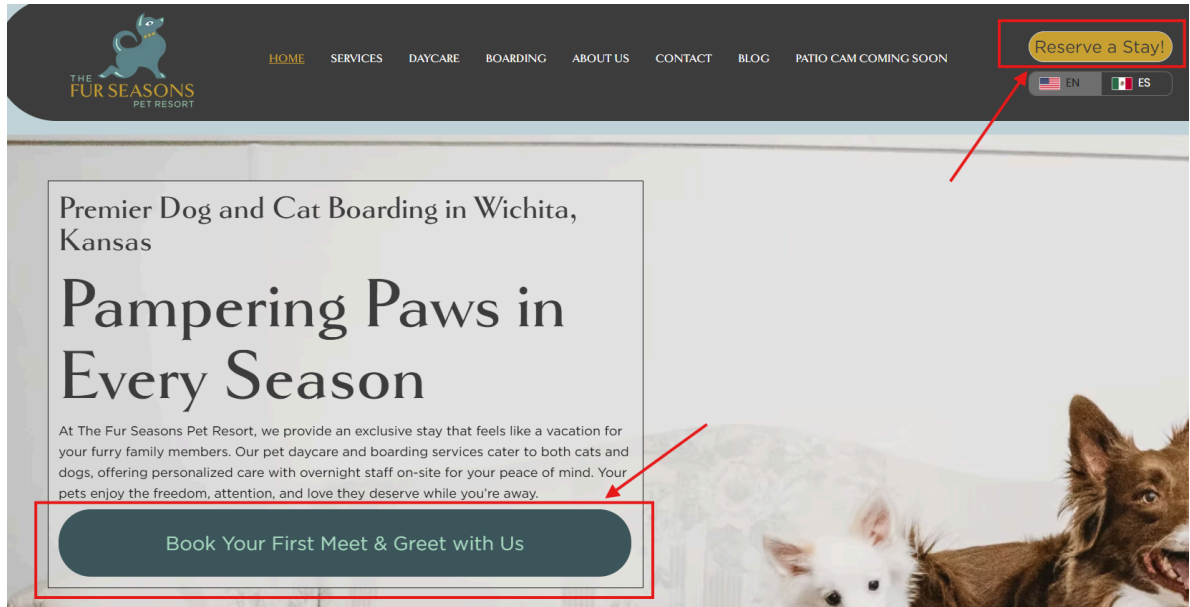 THE
FUR SEASONS
PET RESORT
HOME SERVICES DAYCARE BOARDING ABOUT US CONTACT BLOG PATIO CAM COMING SOON
Reserve a Stay!
EN ES
Premier Dog and Cat Boarding in Wichita,
Kansas
Pampering Paws in
Every Season
At The Fur Seasons Pet Resort, we provide an exclusive stay that feels like a vacation for
your furry family members. Our pet daycare and boarding services cater to both cats and
dogs, offering personalized care with overnight staff on-site for your peace of mind. Your
pets enjoy the freedom, attention, and love they deserve while you're away.
Book Your First Meet & Greet with Us